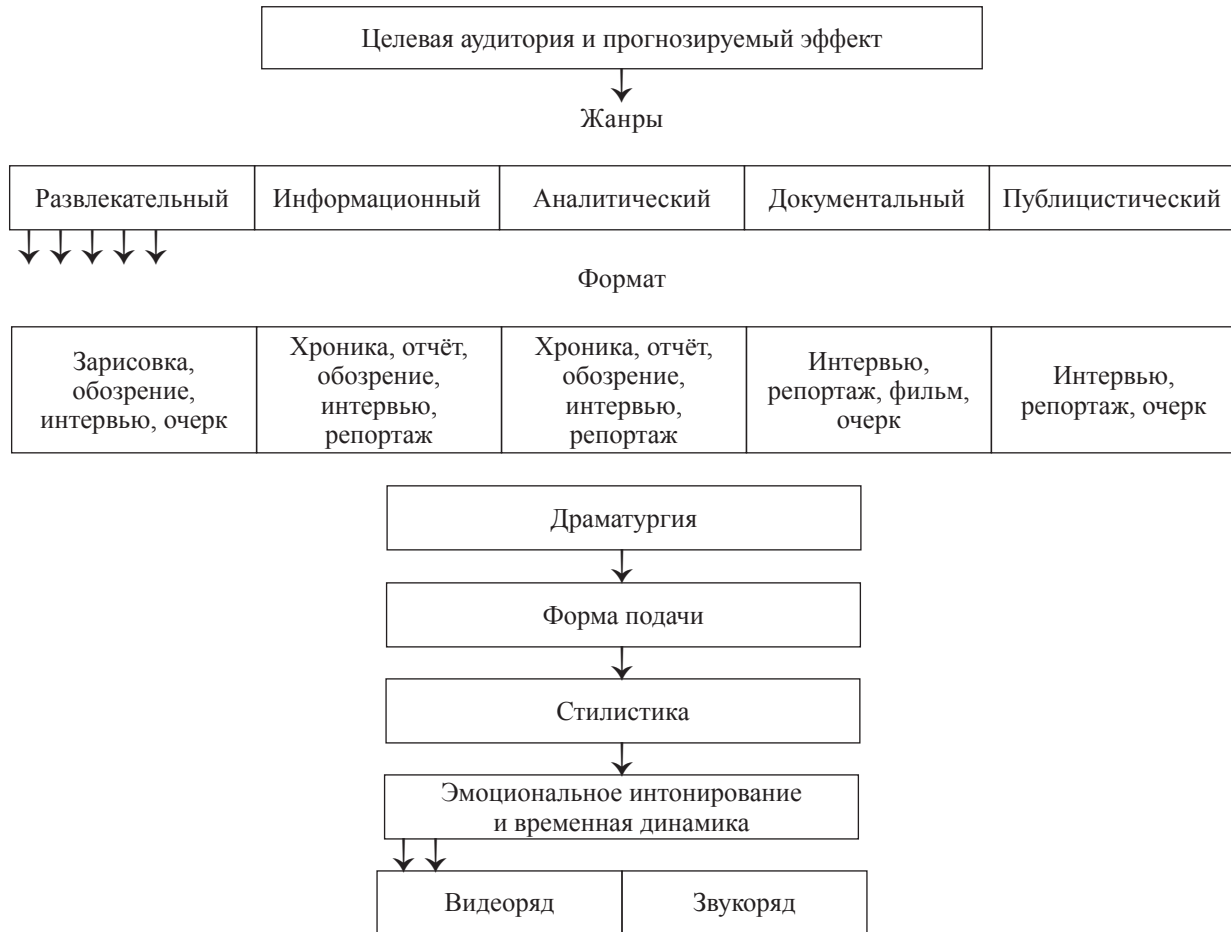 Целевая аудитория и прогнозируемый эффект
Жанры
Развлекательный
Информационный
Аналитический
Документальный
Публицистический
Формат
Зарисовка,
обозрение,
интервью, очерк
Хроника, отчёт,
обозрение,
интервью,
репортаж
Хроника, отчёт,
обозрение,
интервью,
репортаж
Интервью,
репортаж, фильм,
очерк
Интервью,
репортаж, очерк
Драматургия
Форма подачи
Стилистика
Эмоциональное интонирование
и временная динамика
Видеоряд
Звукоряд